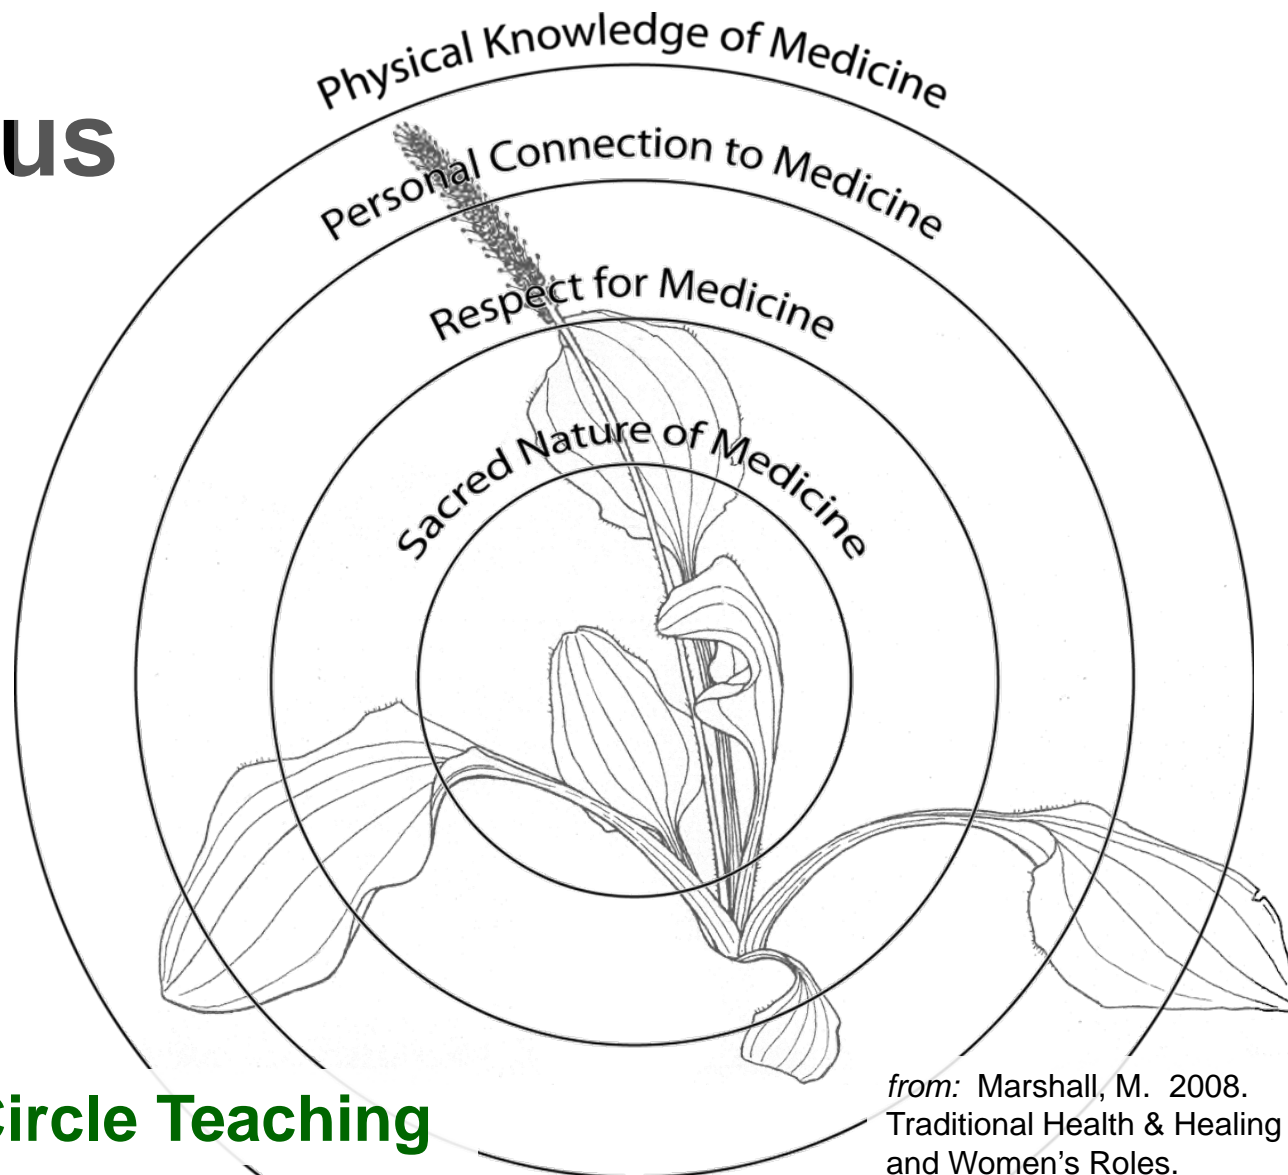 Physical Knowledge of Medicine
us
Personal Connection to Medicine
Respect for Medicine
Sacred Nature of Medicine
Circle Teaching
from: Marshall, M. 2008.
Traditional Health & Healing
and Women's Roles.